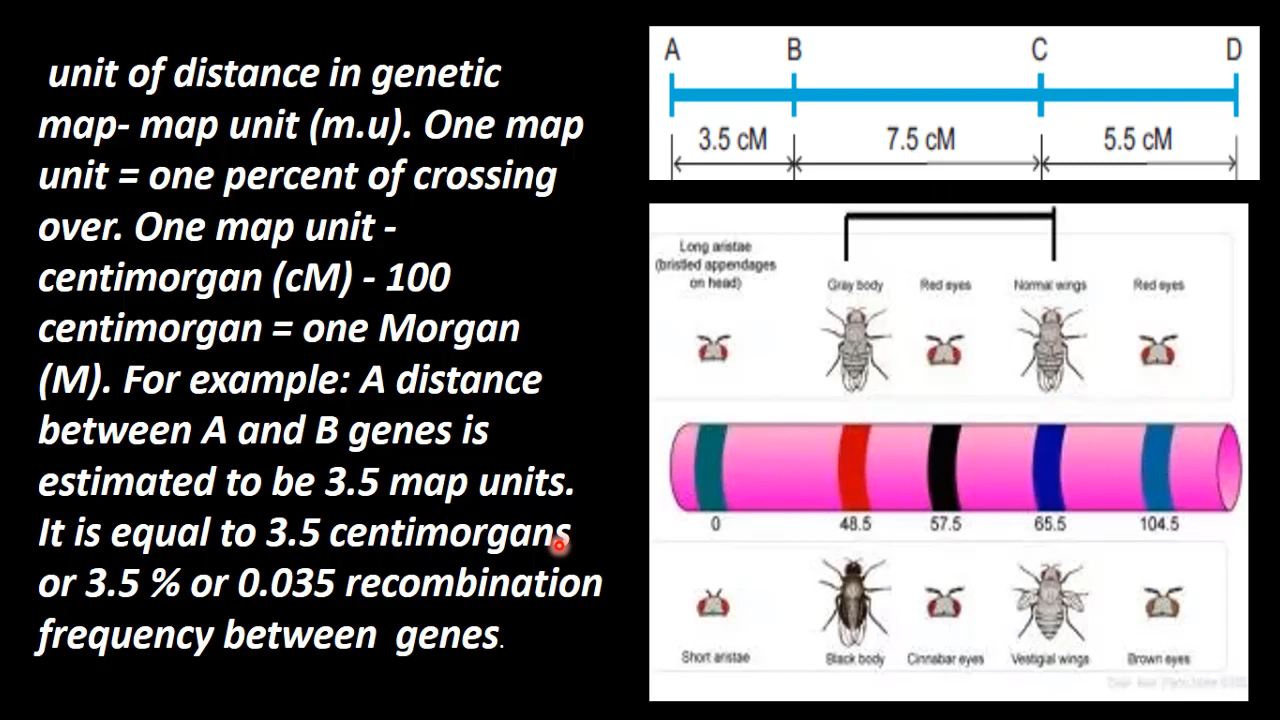 unit of distance in genetic
map- map unit (m.u). One map
unit = one percent of crossing
over. One map unit -
centimorgan (cM) - 100
centimorgan = one Morgan
(M). For example: A distance
between A and B genes is
estimated to be 3.5 map units.
It is equal to 3.5 centimorgans
or 3.5 % or 0.035 recombination
frequency between genes.
A B C D
3.5 cM 7.5 cM 5.5 cM
Long aristae
(bristled appendages
on head)
Gray body Red eyes Normal wings Red eyes
0 48.5 57.5 65.5 104.5
Short aristae Black body Cinnabar eyes Vestigial wings Brown eyes